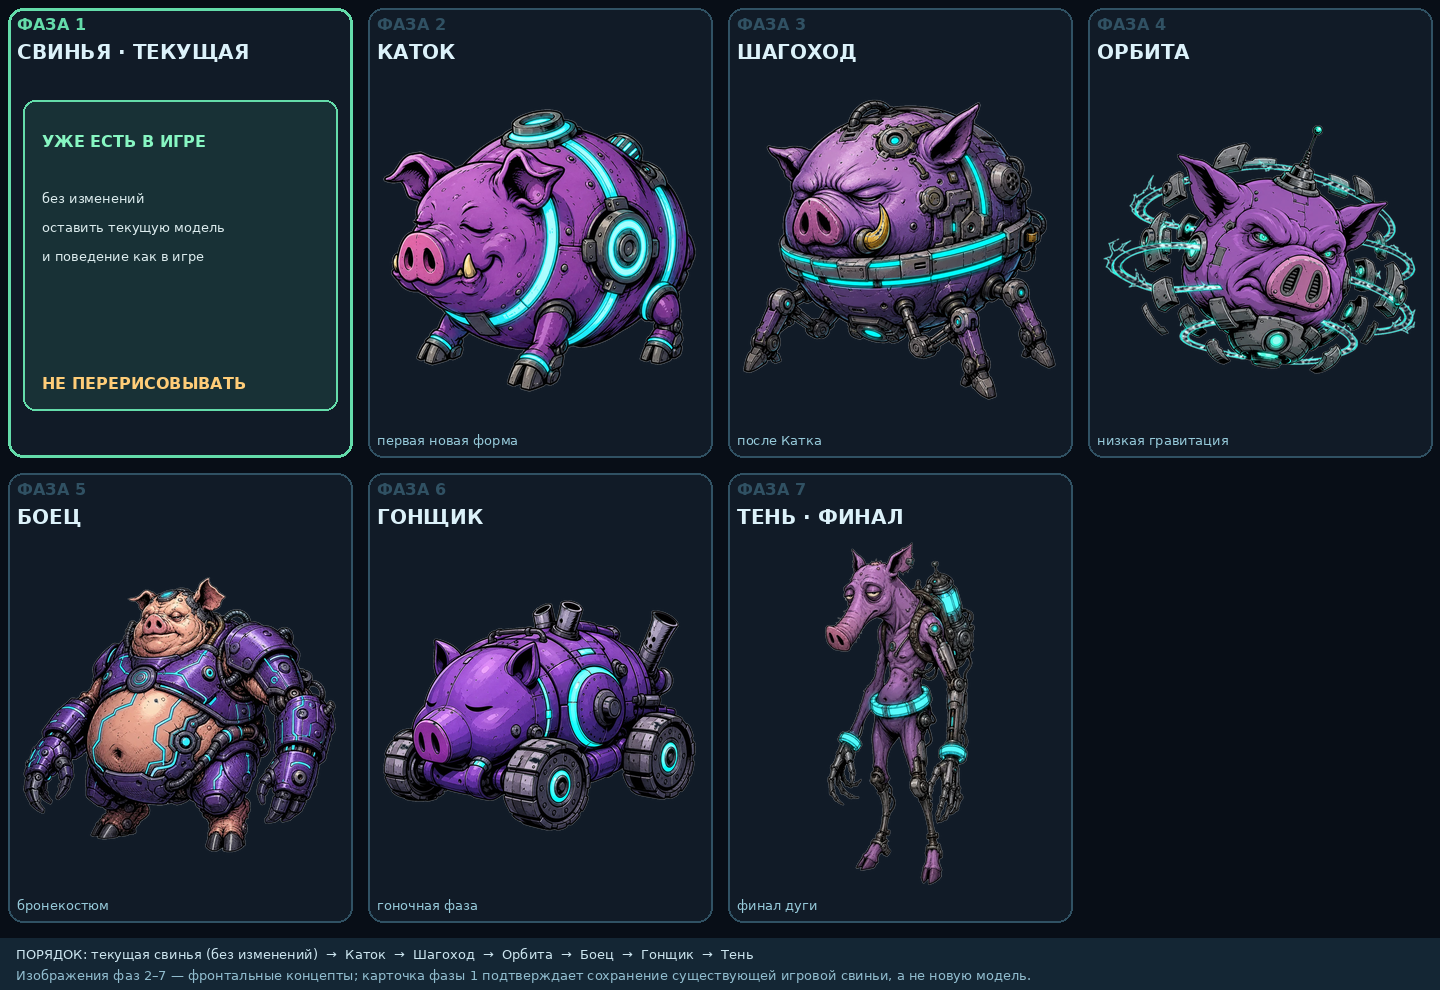 ФАЗА 1
СВИНЬЯ · ТЕКУЩАЯ
УЖЕ ЕСТЬ В ИГРЕ
без изменений
оставить текущую модель
и поведение как в игре
НЕ ПЕРЕРИСОВЫВАТЬ
ФАЗА 2
КАТОК
первая новая форма
ФАЗА 3
ШАГОХОД
после Катка
ФАЗА 4
ОРБИТА
низкая гравитация
ФАЗА 5
БОЕЦ
бронекостюм
ФАЗА 6
ГОНЩИК
гоночная фаза
ФАЗА 7
ТЕНЬ · ФИНАЛ
финал дуги
ПОРЯДОК: текущая свинья (без изменений) → Каток → Шагоход → Орбита → Боец → Гонщик → Тень
Изображения фаз 2–7 — фронтальные концепты; карточка фазы 1 подтверждает сохранение существующей игровой свиньи, а не новую модель.